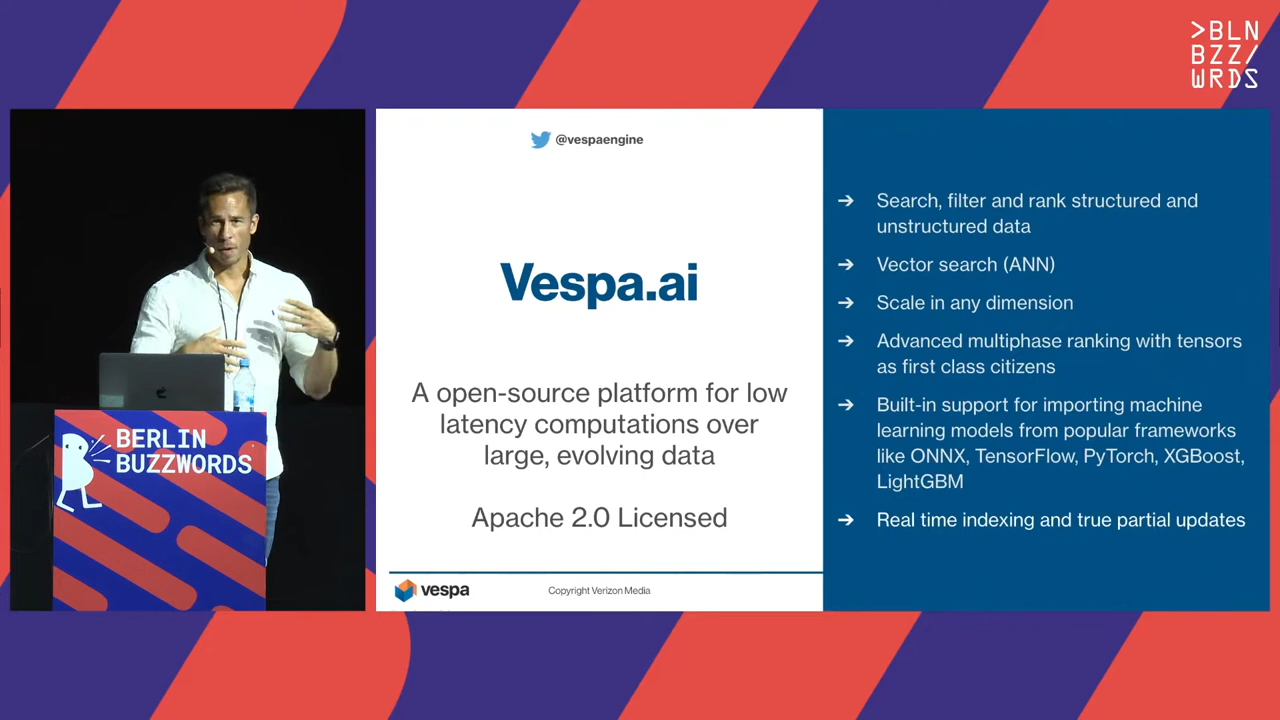 >BLN
BZZ/
WRDS
@vespaengine
Vespa.ai
A open-source platform for low
latency computations over
large, evolving data
Apache 2.0 Licensed
vespa
Copyright Verizon Media
➔ Search, filter and rank structured and
unstructured data
➔ Vector search (ANN)
➔ Scale in any dimension
➔ Advanced multiphase ranking with tensors
as first class citizens
➔ Built-in support for importing machine
learning models from popular frameworks
like ONNX, TensorFlow, PyTorch, XGBoost,
LightGBM
➔ Real time indexing and true partial updates
BERLIN
BUZZWORDS